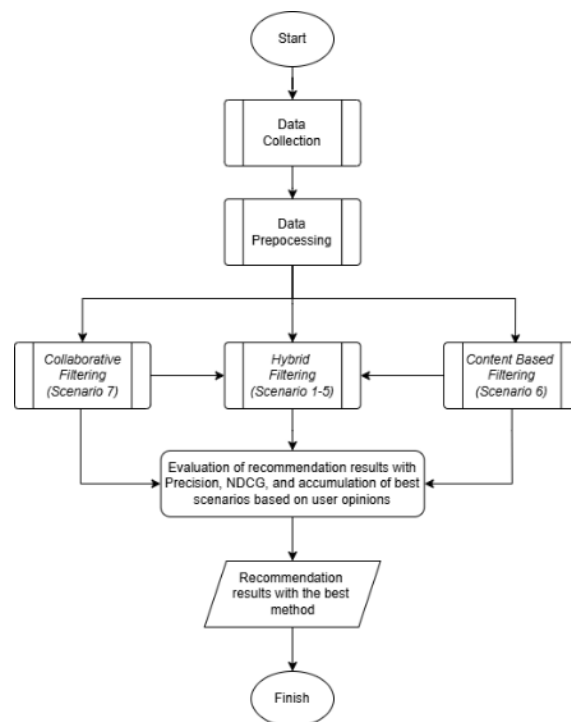 Start
Data
Collection
Data
Prepocessing
Collaborative
Filtering
(Scenario 7)
Hybrid
Filtering
(Scenario 1-5)
Content Based
Filtering
(Scenario 6)
Evaluation of recommendation results with
Precision, NDCG, and accumulation of best
scenarios based on user opinions
Recommendation
results with the best
method
Finish